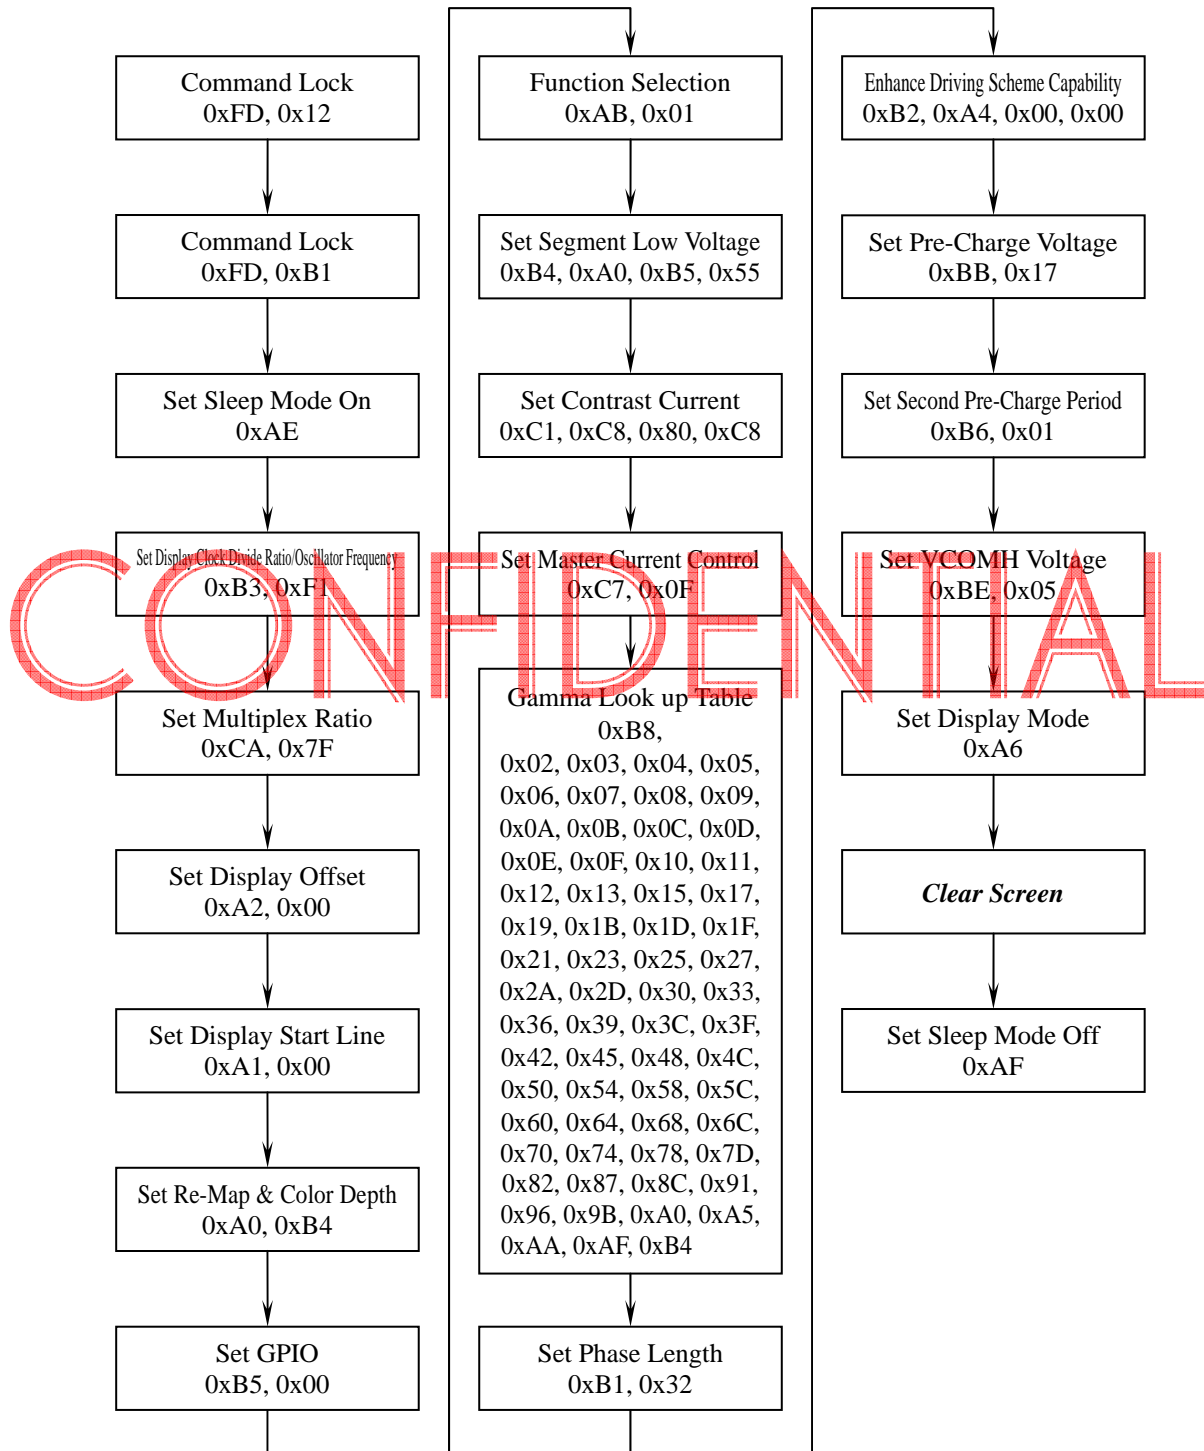 Command Lock
0xFD, 0x12
Command Lock
0xFD, 0xB1
Set Sleep Mode On
0xAE
Set Display Clock Divide Ratio/Oscillator Frequency
0xB3, 0xF1
Set Multiplex Ratio
0xCA, 0x7F
Set Display Offset
0xA2, 0x00
Set Display Start Line
0xA1, 0x00
Set Re-Map & Color Depth
0xA0, 0xB4
Set GPIO
0xB5, 0x00
Function Selection
0xAB, 0x01
Set Segment Low Voltage
0xB4, 0xA0, 0xB5, 0x55
Set Contrast Current
0xC1, 0xC8, 0x80, 0xC8
Set Master Current Control
0xC7, 0x0F
Gamma Look up Table
0xB8,
0x02, 0x03, 0x04, 0x05,
0x06, 0x07, 0x08, 0x09,
0x0A, 0x0B, 0x0C, 0x0D,
0x0E, 0x0F, 0x10, 0x11,
0x12, 0x13, 0x15, 0x17,
0x19, 0x1B, 0x1D, 0x1F,
0x21, 0x23, 0x25, 0x27,
0x2A, 0x2D, 0x30, 0x33,
0x36, 0x39, 0x3C, 0x3F,
0x42, 0x45, 0x48, 0x4C,
0x50, 0x54, 0x58, 0x5C,
0x60, 0x64, 0x68, 0x6C,
0x70, 0x74, 0x78, 0x7D,
0x82, 0x87, 0x8C, 0x91,
0x96, 0x9B, 0xA0, 0xA5,
0xAA, 0xAF, 0xB4
Set Phase Length
0xB1, 0x32
Enhance Driving Scheme Capability
0xB2, 0xA4, 0x00, 0x00
Set Pre-Charge Voltage
0xBB, 0x17
Set Second Pre-Charge Period
0xB6, 0x01
Set VCOMH Voltage
0xBE, 0x05
Set Display Mode
0xA6
Clear Screen
Set Sleep Mode Off
0xAF
CONFIDENTIAL